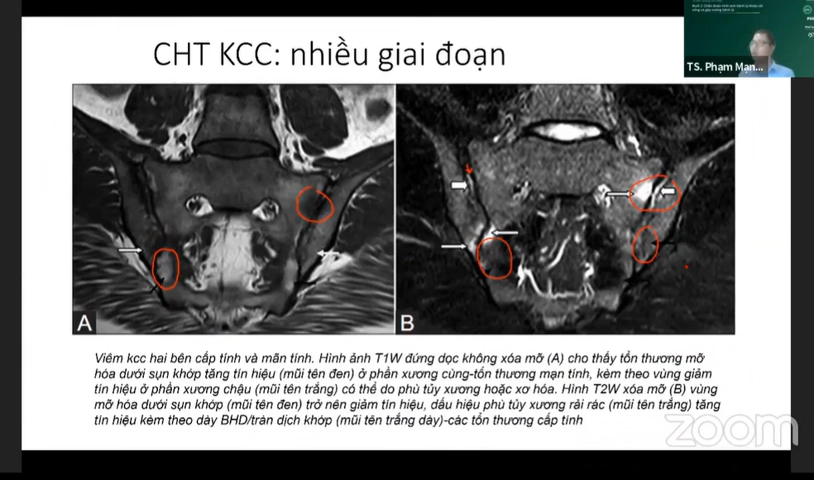 CHT KCC: nhiều giai đoạn
TS. Phạm Mạn...
A
B
Viêm kcc hai bên cấp tính và mãn tính. Hình ảnh T1W đứng dọc không xóa mỡ (A) cho thấy tổn thương mỡ
hóa dưới sụn khớp tăng tín hiệu (mũi tên đen) ở phần xương cùng-tổn thương mạn tính, kèm theo vùng giảm
tín hiệu ở phần xương chậu (mũi tên trắng) có thể do phù tủy xương hoặc xơ hóa. Hình T2W xóa mỡ (B) vùng
mỡ hóa dưới sụn khớp (mũi tên đen) trở nên giảm tín hiệu, dấu hiệu phù tủy xương rải rác (mũi tên trắng) tăng
tín hiệu kèm theo dày BHD/tràn dịch khớp (mũi tên trắng dày)-các tổn thương cấp tính
zoom